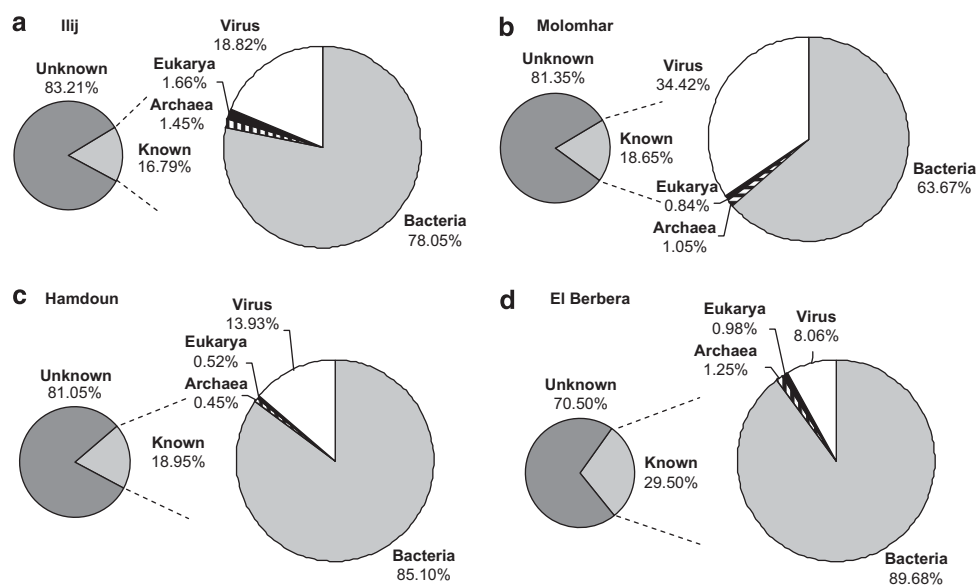 a Ilij
Unknown
83.21%
Known
16.79%
Virus
18.82%
Eukarya
1.66%
Archaea
1.45%
Bacteria
78.05%
b Molomhar
Unknown
81.35%
Known
18.65%
Virus
34.42%
Eukarya
0.84%
Archaea
1.05%
Bacteria
63.67%
c Hamdoun
Unknown
81.05%
Known
18.95%
Virus
13.93%
Eukarya
0.52%
Archaea
0.45%
Bacteria
85.10%
d El Berbera
Unknown
70.50%
Known
29.50%
Eukarya
0.98%
Virus
8.06%
Archaea
1.25%
Bacteria
89.68%